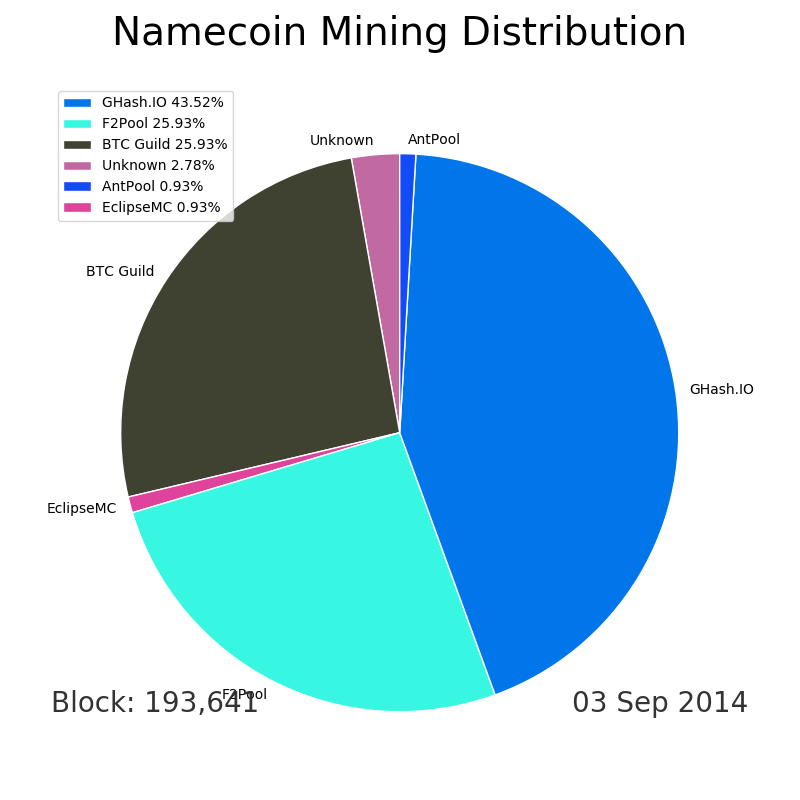 Namecoin Mining Distribution
GHash.IO 43.52%
F2Pool 25.93%
BTC Guild 25.93%
Unknown 2.78%
AntPool 0.93%
EclipseMC 0.93%
Unknown
AntPool
BTC Guild
GHash.IO
EclipseMC
F2Pool
Block: 193,641
03 Sep 2014